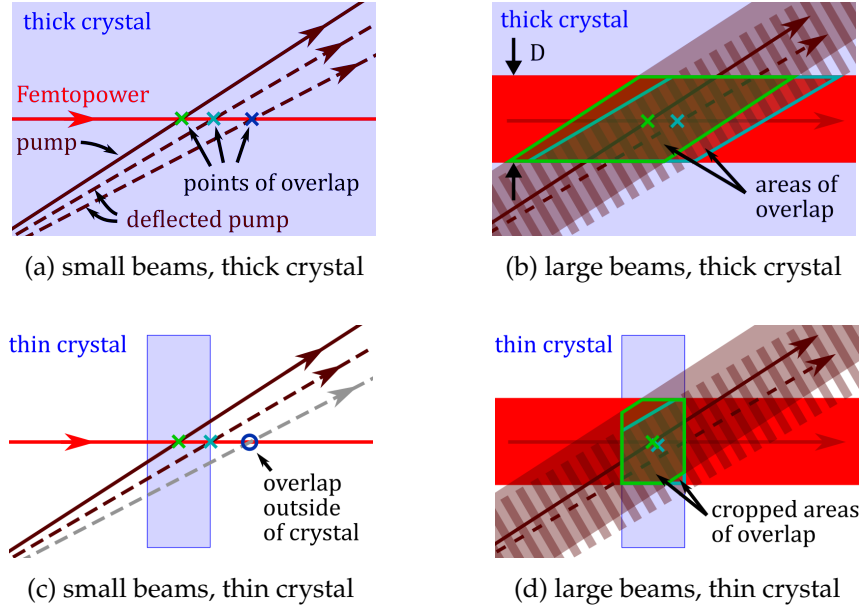 thick crystal
Femtopower
pump
points of overlap
deflected pump
(a) small beams, thick crystal
thick crystal
D
areas of
overlap
(b) large beams, thick crystal
thin crystal
overlap
outside
of crystal
(c) small beams, thin crystal
thin crystal
cropped areas
of overlap
(d) large beams, thin crystal